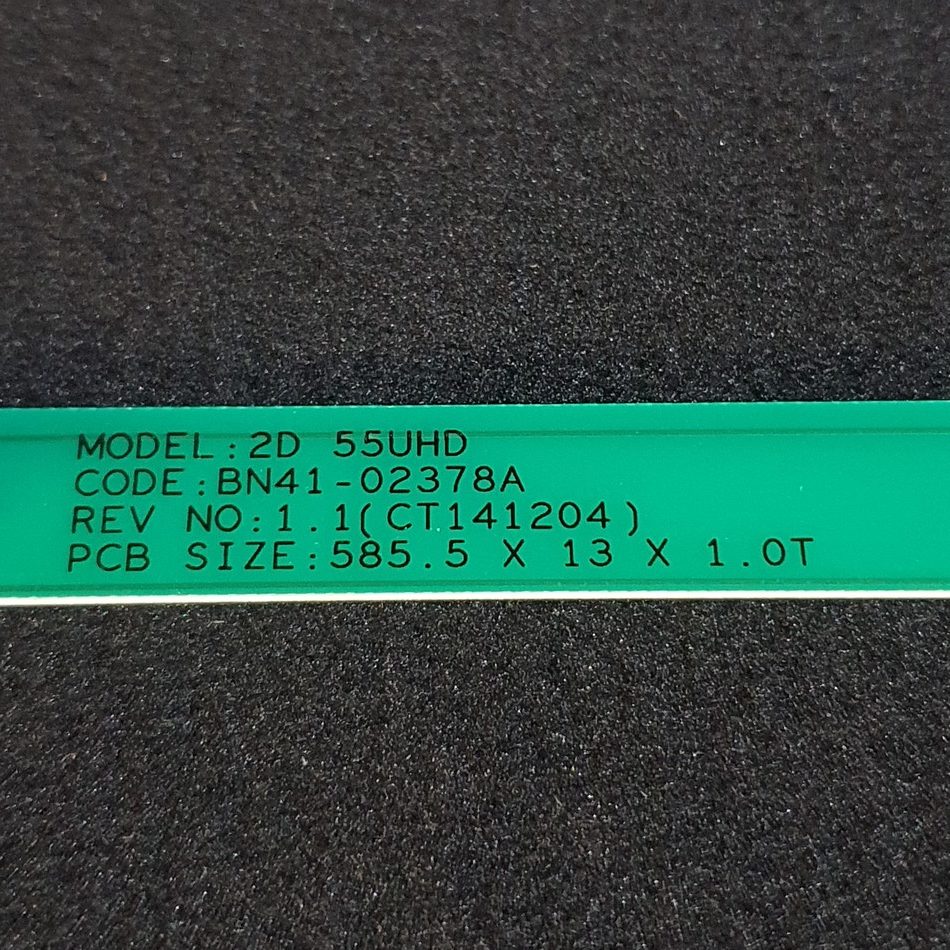 MODEL:2D 55UHD
CODE:BN41-02378A
REV NO:1.1(CT141204)
PCB SIZE:585.5 X 13 X 1.0T